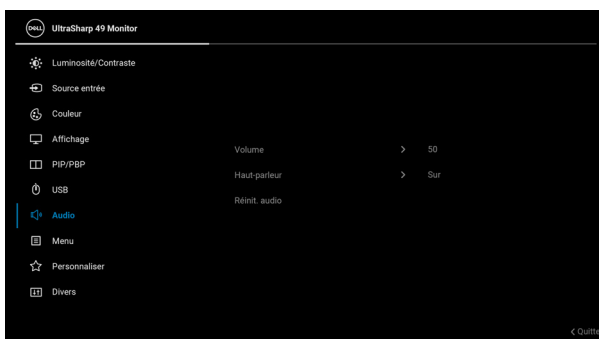 DELL UltraSharp 49 Monitor
Luminosité/Contraste
Source entrée
Couleur
Affichage
Volume 50
PIP/PBP
Haut-parleur Sur
USB
Réinit. audio
Audio
Menu
Personnaliser
Divers
Quitte